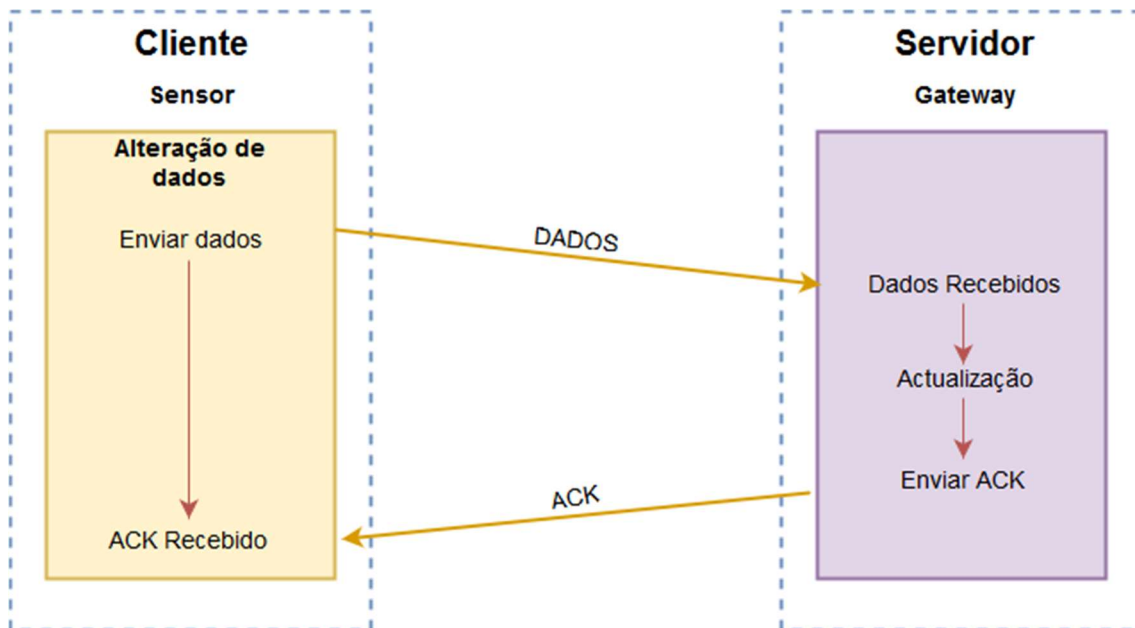 Cliente
Sensor
Alteração de
dados
Enviar dados
ACK Recebido
DADOS
ACK
Servidor
Gateway
Dados Recebidos
Actualização
Enviar ACK